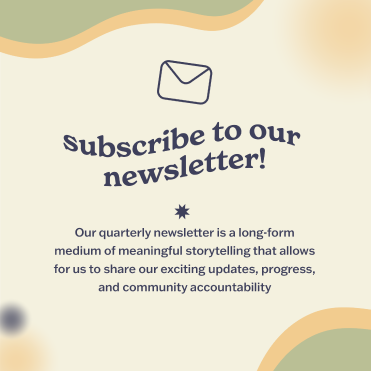 Subscribe to our
newsletter!
Our quarterly newsletter is a long-form
medium of meaningful storytelling that allows
for us to share our exciting updates, progress,
and community accountability